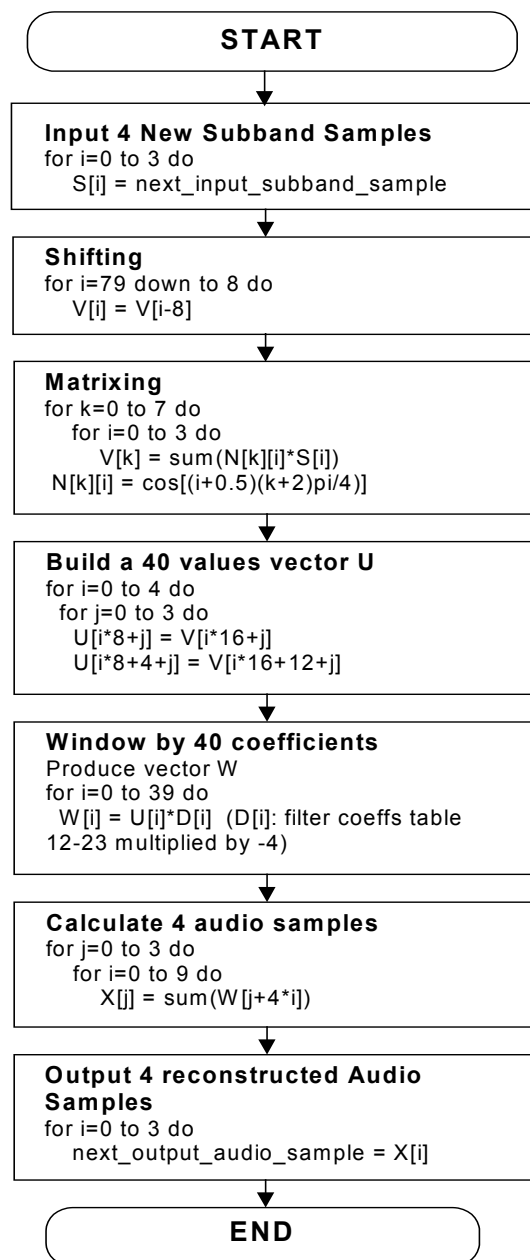 START
Input 4 New Subband Samples
for i=0 to 3 do
S[i] = next_input_subband_sample
Shifting
for i=79 down to 8 do
V[i] = V[i-8]
Matrixing
for k=0 to 7 do
for i=0 to 3 do
V[k] = sum(N[k][i]*S[i])
N[k][i] = cos[(i+0.5)(k+2)pi/4)]
Build a 40 values vector U
for i=0 to 4 do
for j=0 to 3 do
U[i*8+j] = V[i*16+j]
U[i*8+4+j] = V[i*16+12+j]
Window by 40 coefficients
Produce vector W
for i=0 to 39 do
W[i] = U[i]*D[i] (D[i]: filter coeffs table
12-23 multiplied by -4)
Calculate 4 audio samples
for j=0 to 3 do
for i=0 to 9 do
X[j] = sum(W[j+4*i])
Output 4 reconstructed Audio
Samples
for i=0 to 3 do
next_output_audio_sample = X[i]
END